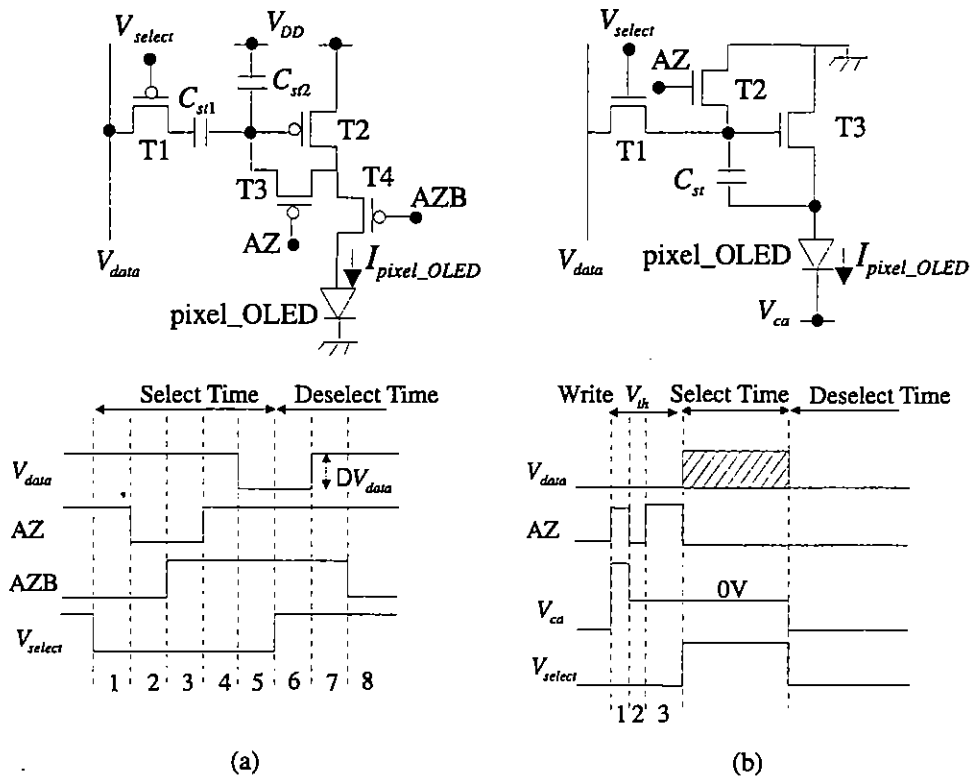 V_select
V_DD
C_st1
C_st2
T1
T2
T3
T4
AZ
AZB
V_data
I_pixel_OLED
pixel_OLED
V_select
AZ
T2
T3
T1
C_st
V_data
pixel_OLED
I_pixel_OLED
V_ca
Select Time
Deselect Time
V_data
DV_data
AZ
AZB
V_select
1 2 3 4 5 6 7 8
(a)
Write V_th
Select Time
Deselect Time
V_data
AZ
V_ca
0V
V_select
1 2 3
(b)